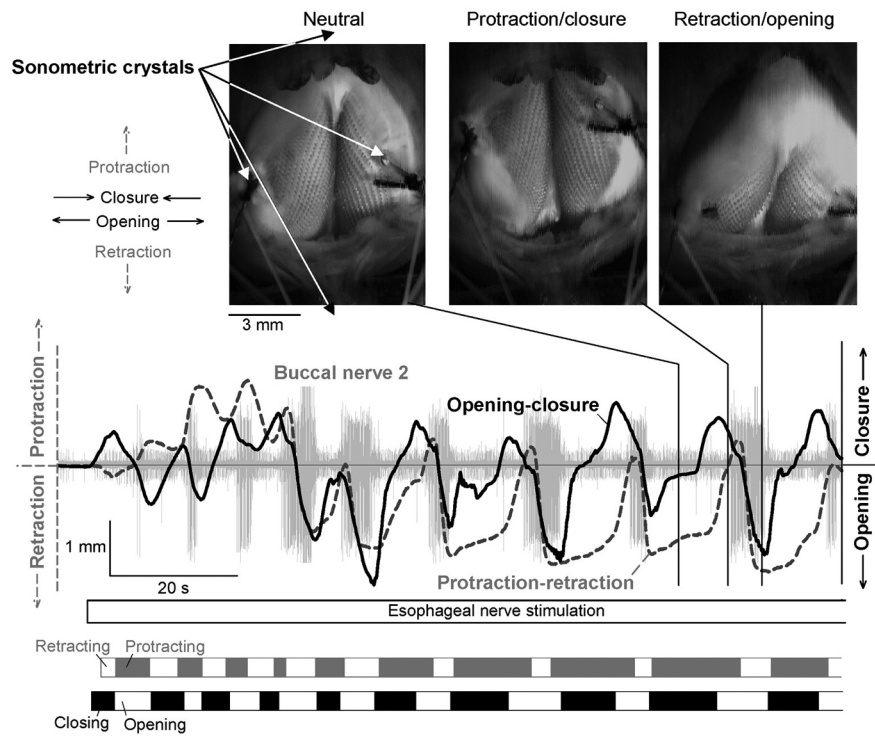 Neutral
Protraction/closure
Retraction/opening
Sonometric crystals
Protraction
Closure
Opening
Retraction
3 mm
Buccal nerve 2
Opening-closure
Protraction
Retraction
Closure
Opening
1 mm
20 s
Protraction-retraction
Esophageal nerve stimulation
Retracting
Protracting
Closing
Opening